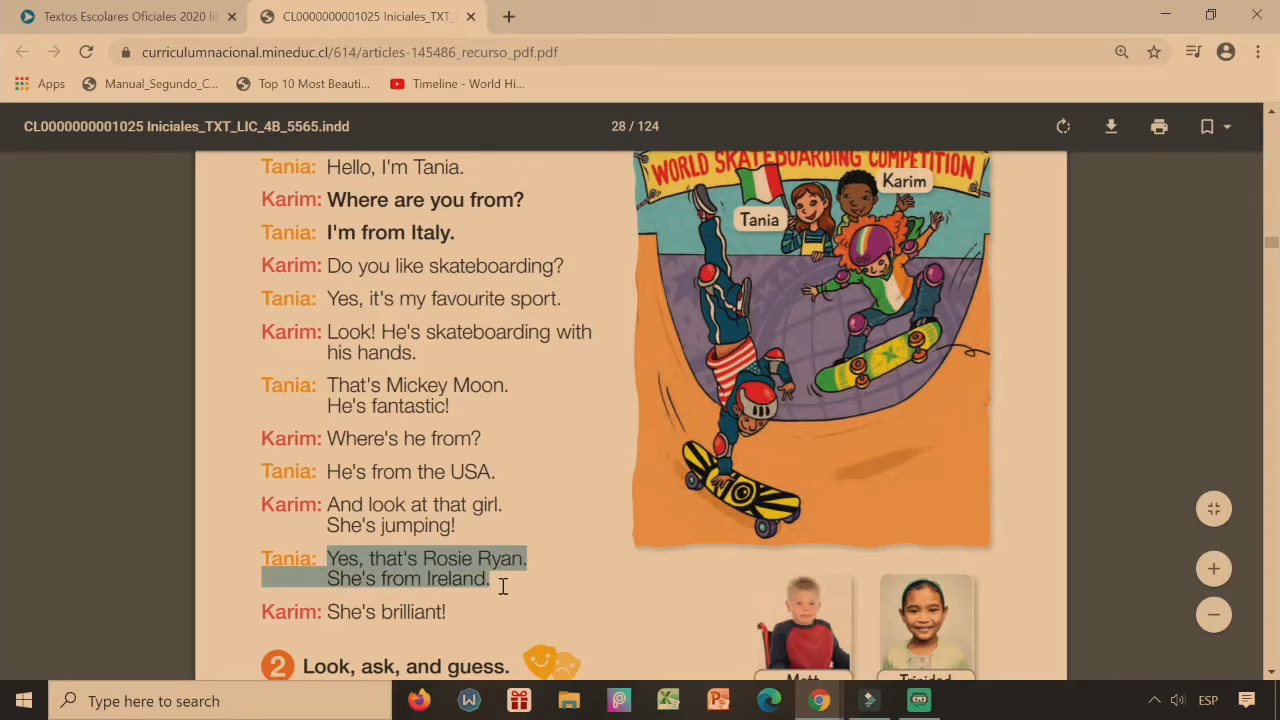 Textos Escolares Oficiales 2020 li
CL0000000001025 Iniciales_TXT_
curriculumnacional.mineduc.cl/614/articles-145486_recurso_pdf.pdf
Apps
Manual_Segundo_C...
Top 10 Most Beauti...
Timeline - World Hi...
CL0000000001025 Iniciales_TXT_LIC_4B_5565.indd
28 / 124
Tania: Hello, I'm Tania.
Karim: Where are you from?
Tania: I'm from Italy.
Karim: Do you like skateboarding?
Tania: Yes, it's my favourite sport.
Karim: Look! He's skateboarding with
his hands.
Tania: That's Mickey Moon.
He's fantastic!
Karim: Where's he from?
Tania: He's from the USA.
Karim: And look at that girl.
She's jumping!
Tania: Yes, that's Rosie Ryan.
She's from Ireland.
Karim: She's brilliant!
2 Look, ask, and guess.
WORLD SKATEBOARDING COMPETITION
Karim
Tania
Matt
Trinidad
Type here to search
ESP